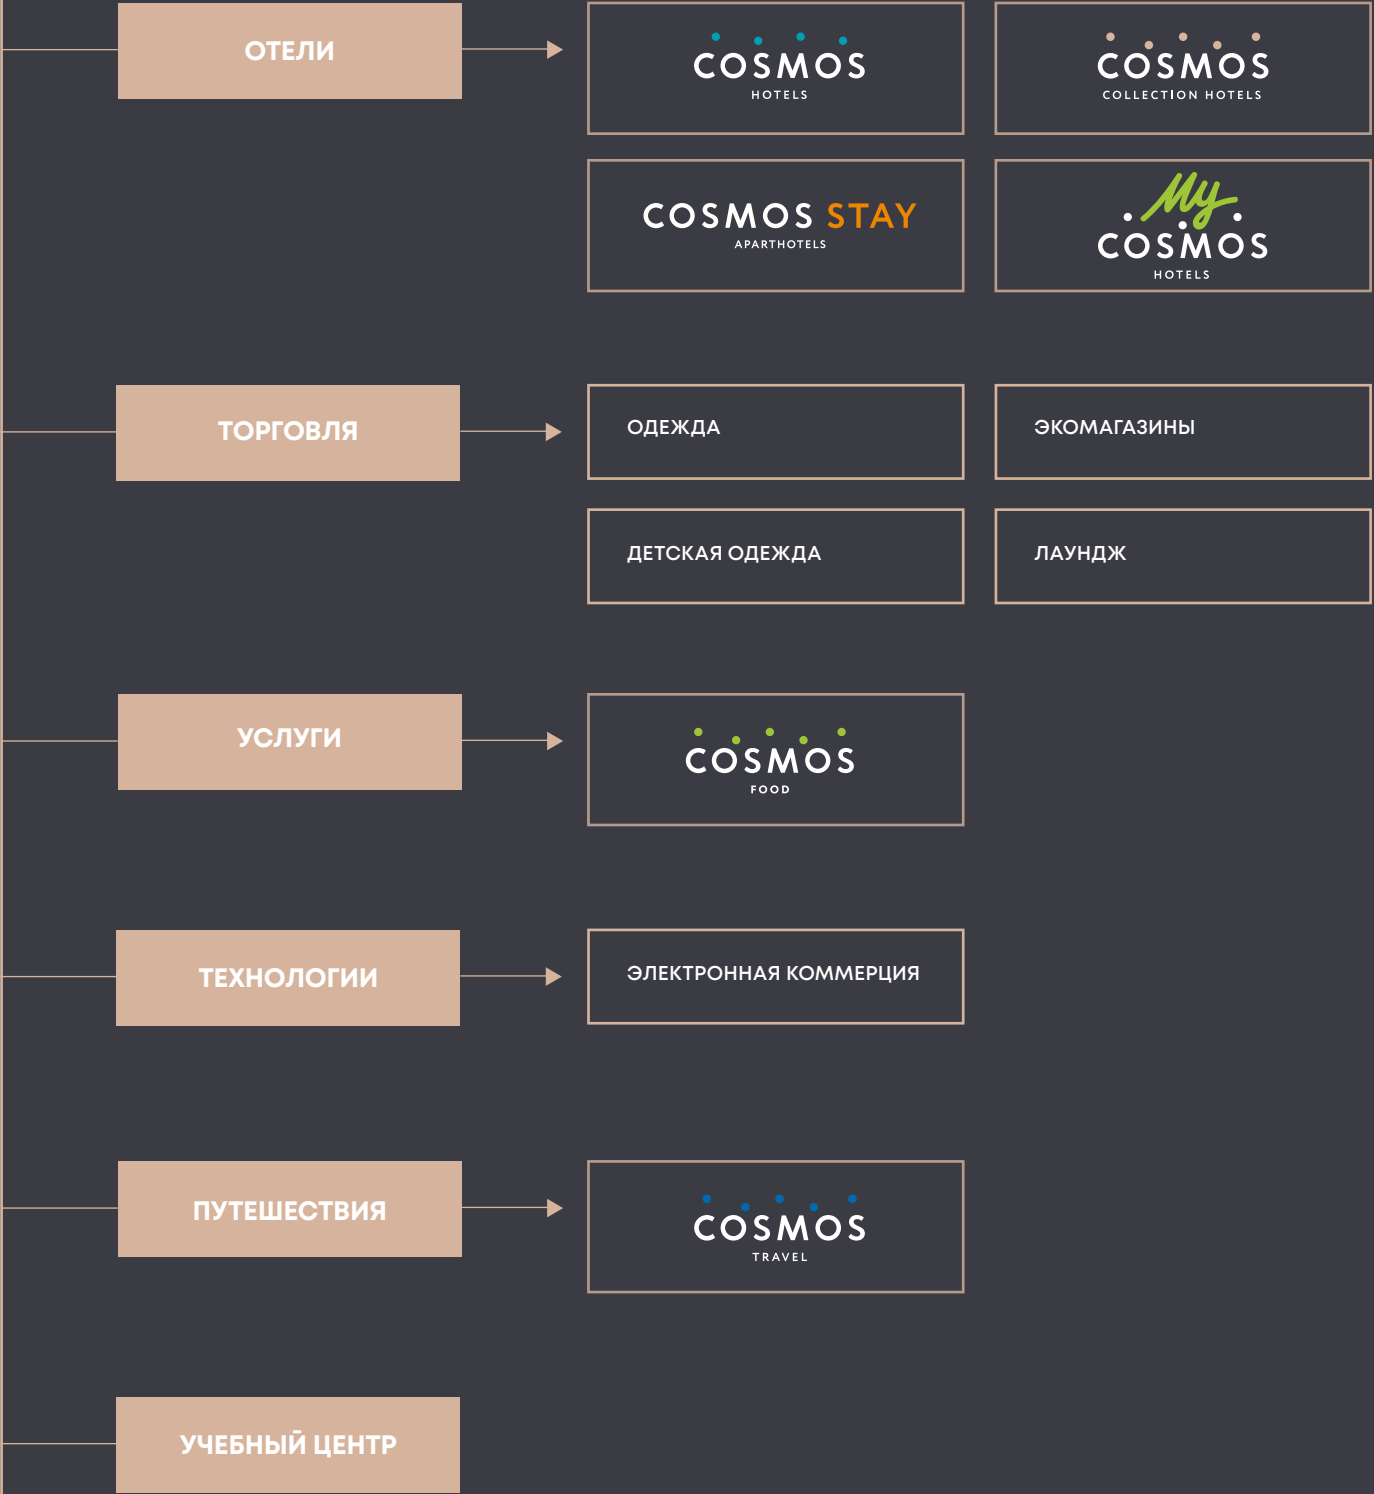 ОТЕЛИ
COSMOS
HOTELS
COSMOS
COLLECTION HOTELS
COSMOS STAY
APARTHOTELS
My
COSMOS
HOTELS
ТОРГОВЛЯ
ОДЕЖДА
ЭКОМАГАЗИНЫ
ДЕТСКАЯ ОДЕЖДА
ЛАУНДЖ
УСЛУГИ
COSMOS
FOOD
ТЕХНОЛОГИИ
ЭЛЕКТРОННАЯ КОММЕРЦИЯ
ПУТЕШЕСТВИЯ
COSMOS
TRAVEL
УЧЕБНЫЙ ЦЕНТР